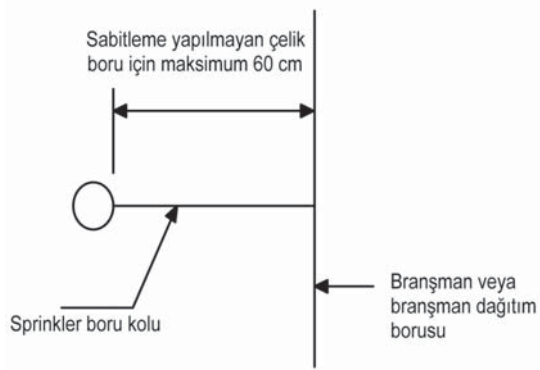 Sabitleme yapılmayan çelik
boru için maksimum 60 cm
Sprinkler boru kolu
Branşman veya
branşman dağıtım
borusu